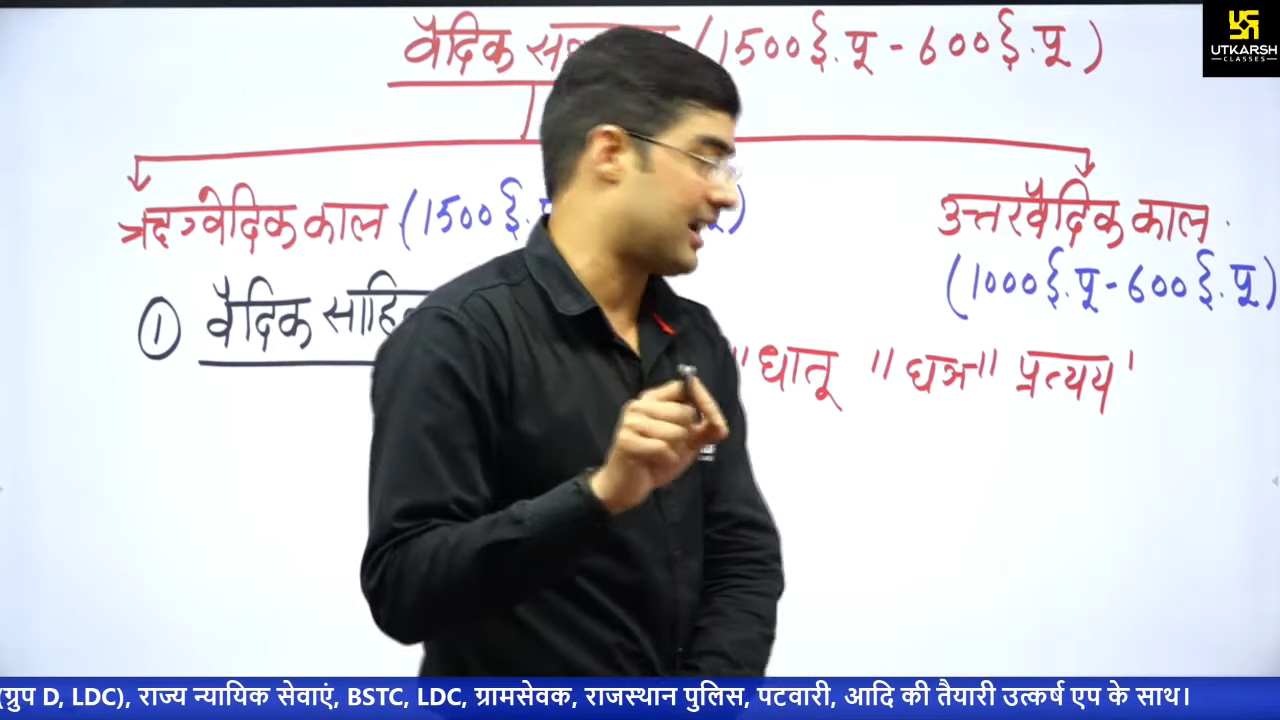 वैदिक (1500 ई.पू - 600 ई.पू)
UTKARSH
CLASSES
ऋग्वेदिक काल (1500 ई.
उत्तरवैदिक काल
(1000 ई.पू - 600 ई.पू)
① वैदिक
"धातू "घञ" प्रत्यय'
(ग्रुप D, LDC), राज्य न्यायिक सेवाएं, BSTC, LDC, ग्रामसेवक, राजस्थान पुलिस, पटवारी, आदि की तैयारी उत्कर्ष एप के साथ।